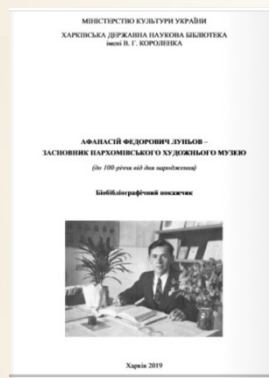 МІНІСТЕРСТВО КУЛЬТУРИ УКРАЇНИ
ХАРКІВСЬКА ДЕРЖАВНА НАУКОВА БІБЛІОТЕКА
імені В. Г. КОРОЛЕНКА
АФАНАСІЙ ФЕДОРОВИЧ ЛУНЬОВ –
ЗАСНОВНИК ПАРХОМІВСЬКОГО ХУДОЖНЬОГО МУЗЕЮ
(до 100-річчя від дня народження)
Біобібліографічний покажчик
Харків 2019